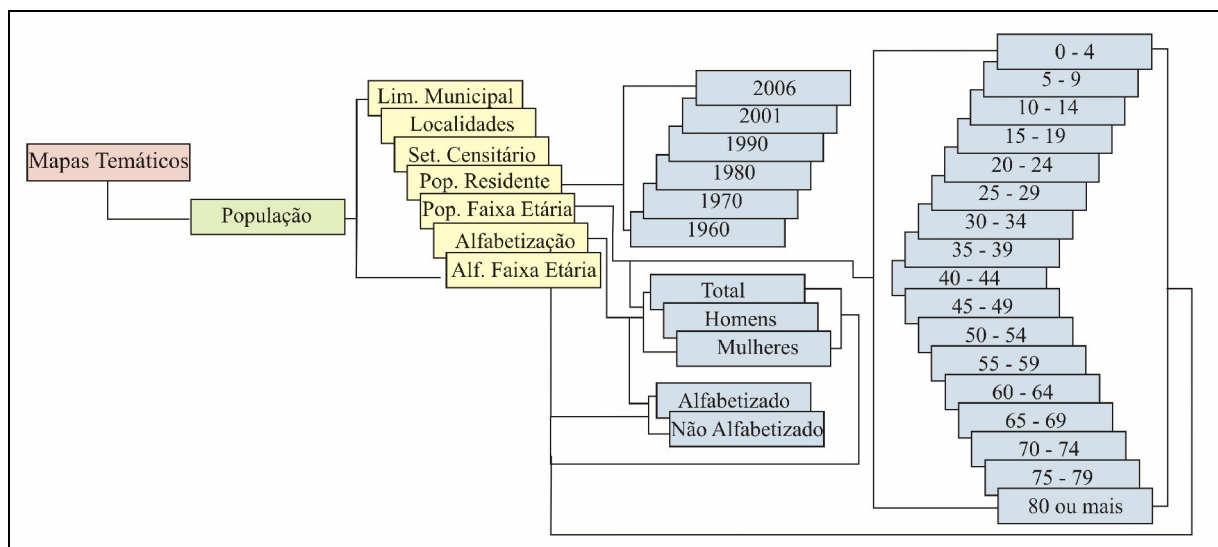 Mapas Temáticos
População
Lim. Municipal
Localidades
Set. Censitário
Pop. Residente
Pop. Faixa Etária
Alfabetização
Alf. Faixa Etária
2006
2001
1990
1980
1970
1960
Total
Homens
Mulheres
Alfabetizado
Não Alfabetizado
0 - 4
5 - 9
10 - 14
15 - 19
20 - 24
25 - 29
30 - 34
35 - 39
40 - 44
45 - 49
50 - 54
55 - 59
60 - 64
65 - 69
70 - 74
75 - 79
80 ou mais